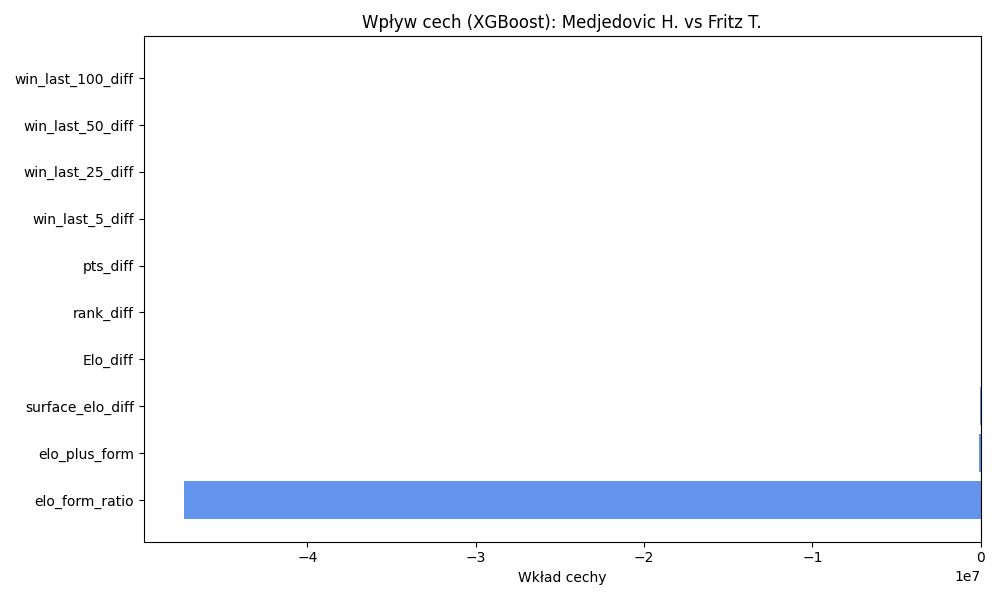 Wpływ cech (XGBoost): Medjedovic H. vs Fritz T.
win_last_100_diff
win_last_50_diff
win_last_25_diff
win_last_5_diff
pts_diff
rank_diff
Elo_diff
surface_elo_diff
elo_plus_form
elo_form_ratio
−4 −3 −2 −1 0
1e7
Wkład cechy